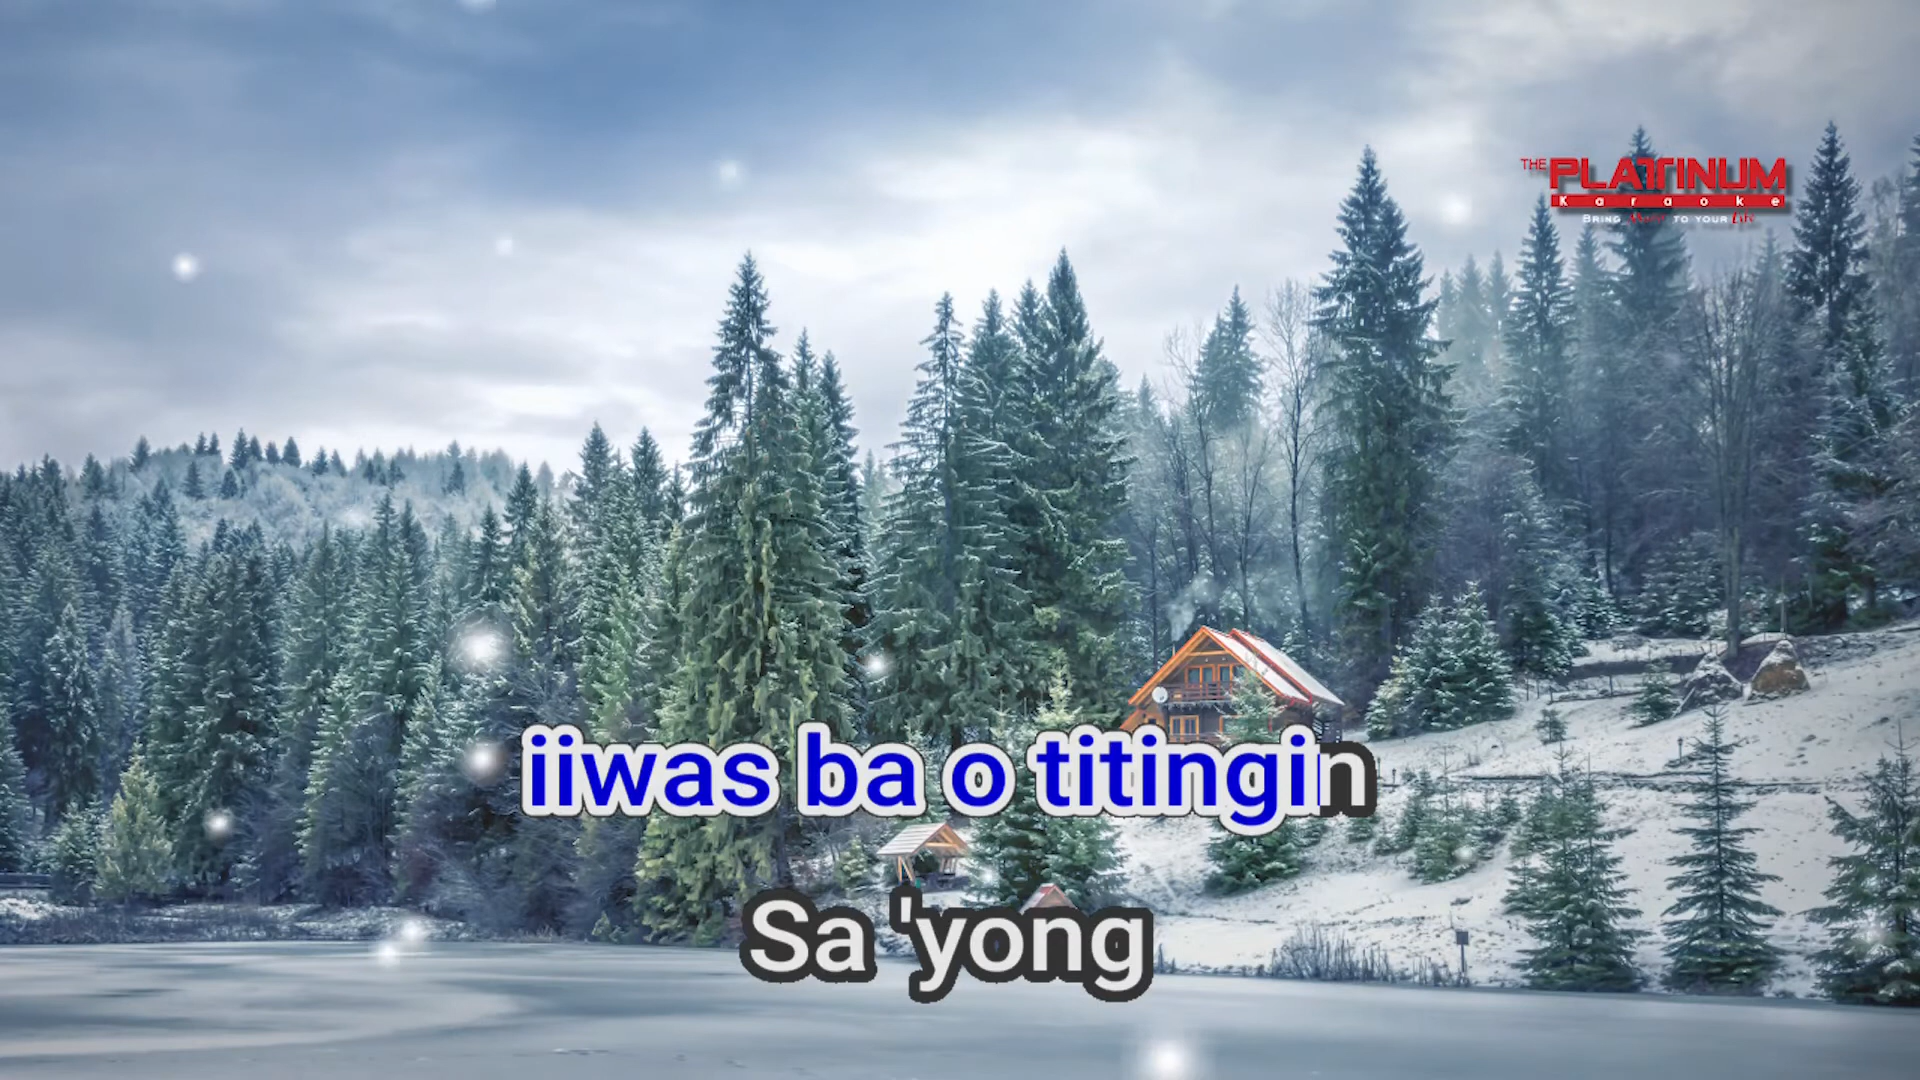 THE PLATINUM
Karaoke
BRING Music TO YOUR Life
iiwas ba o titingin
Sa 'yong